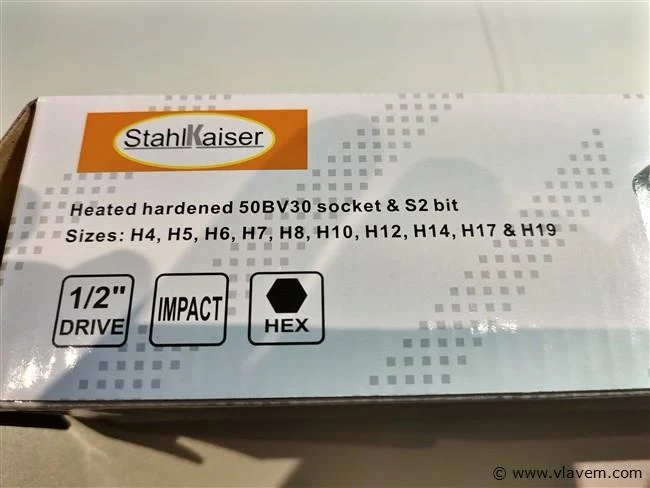 StahlKaiser
Heated hardened 50BV30 socket & S2 bit
Sizes: H4, H5, H6, H7, H8, H10, H12, H14, H17 & H19
1/2"
DRIVE
IMPACT
HEX
© www.vlavem.com